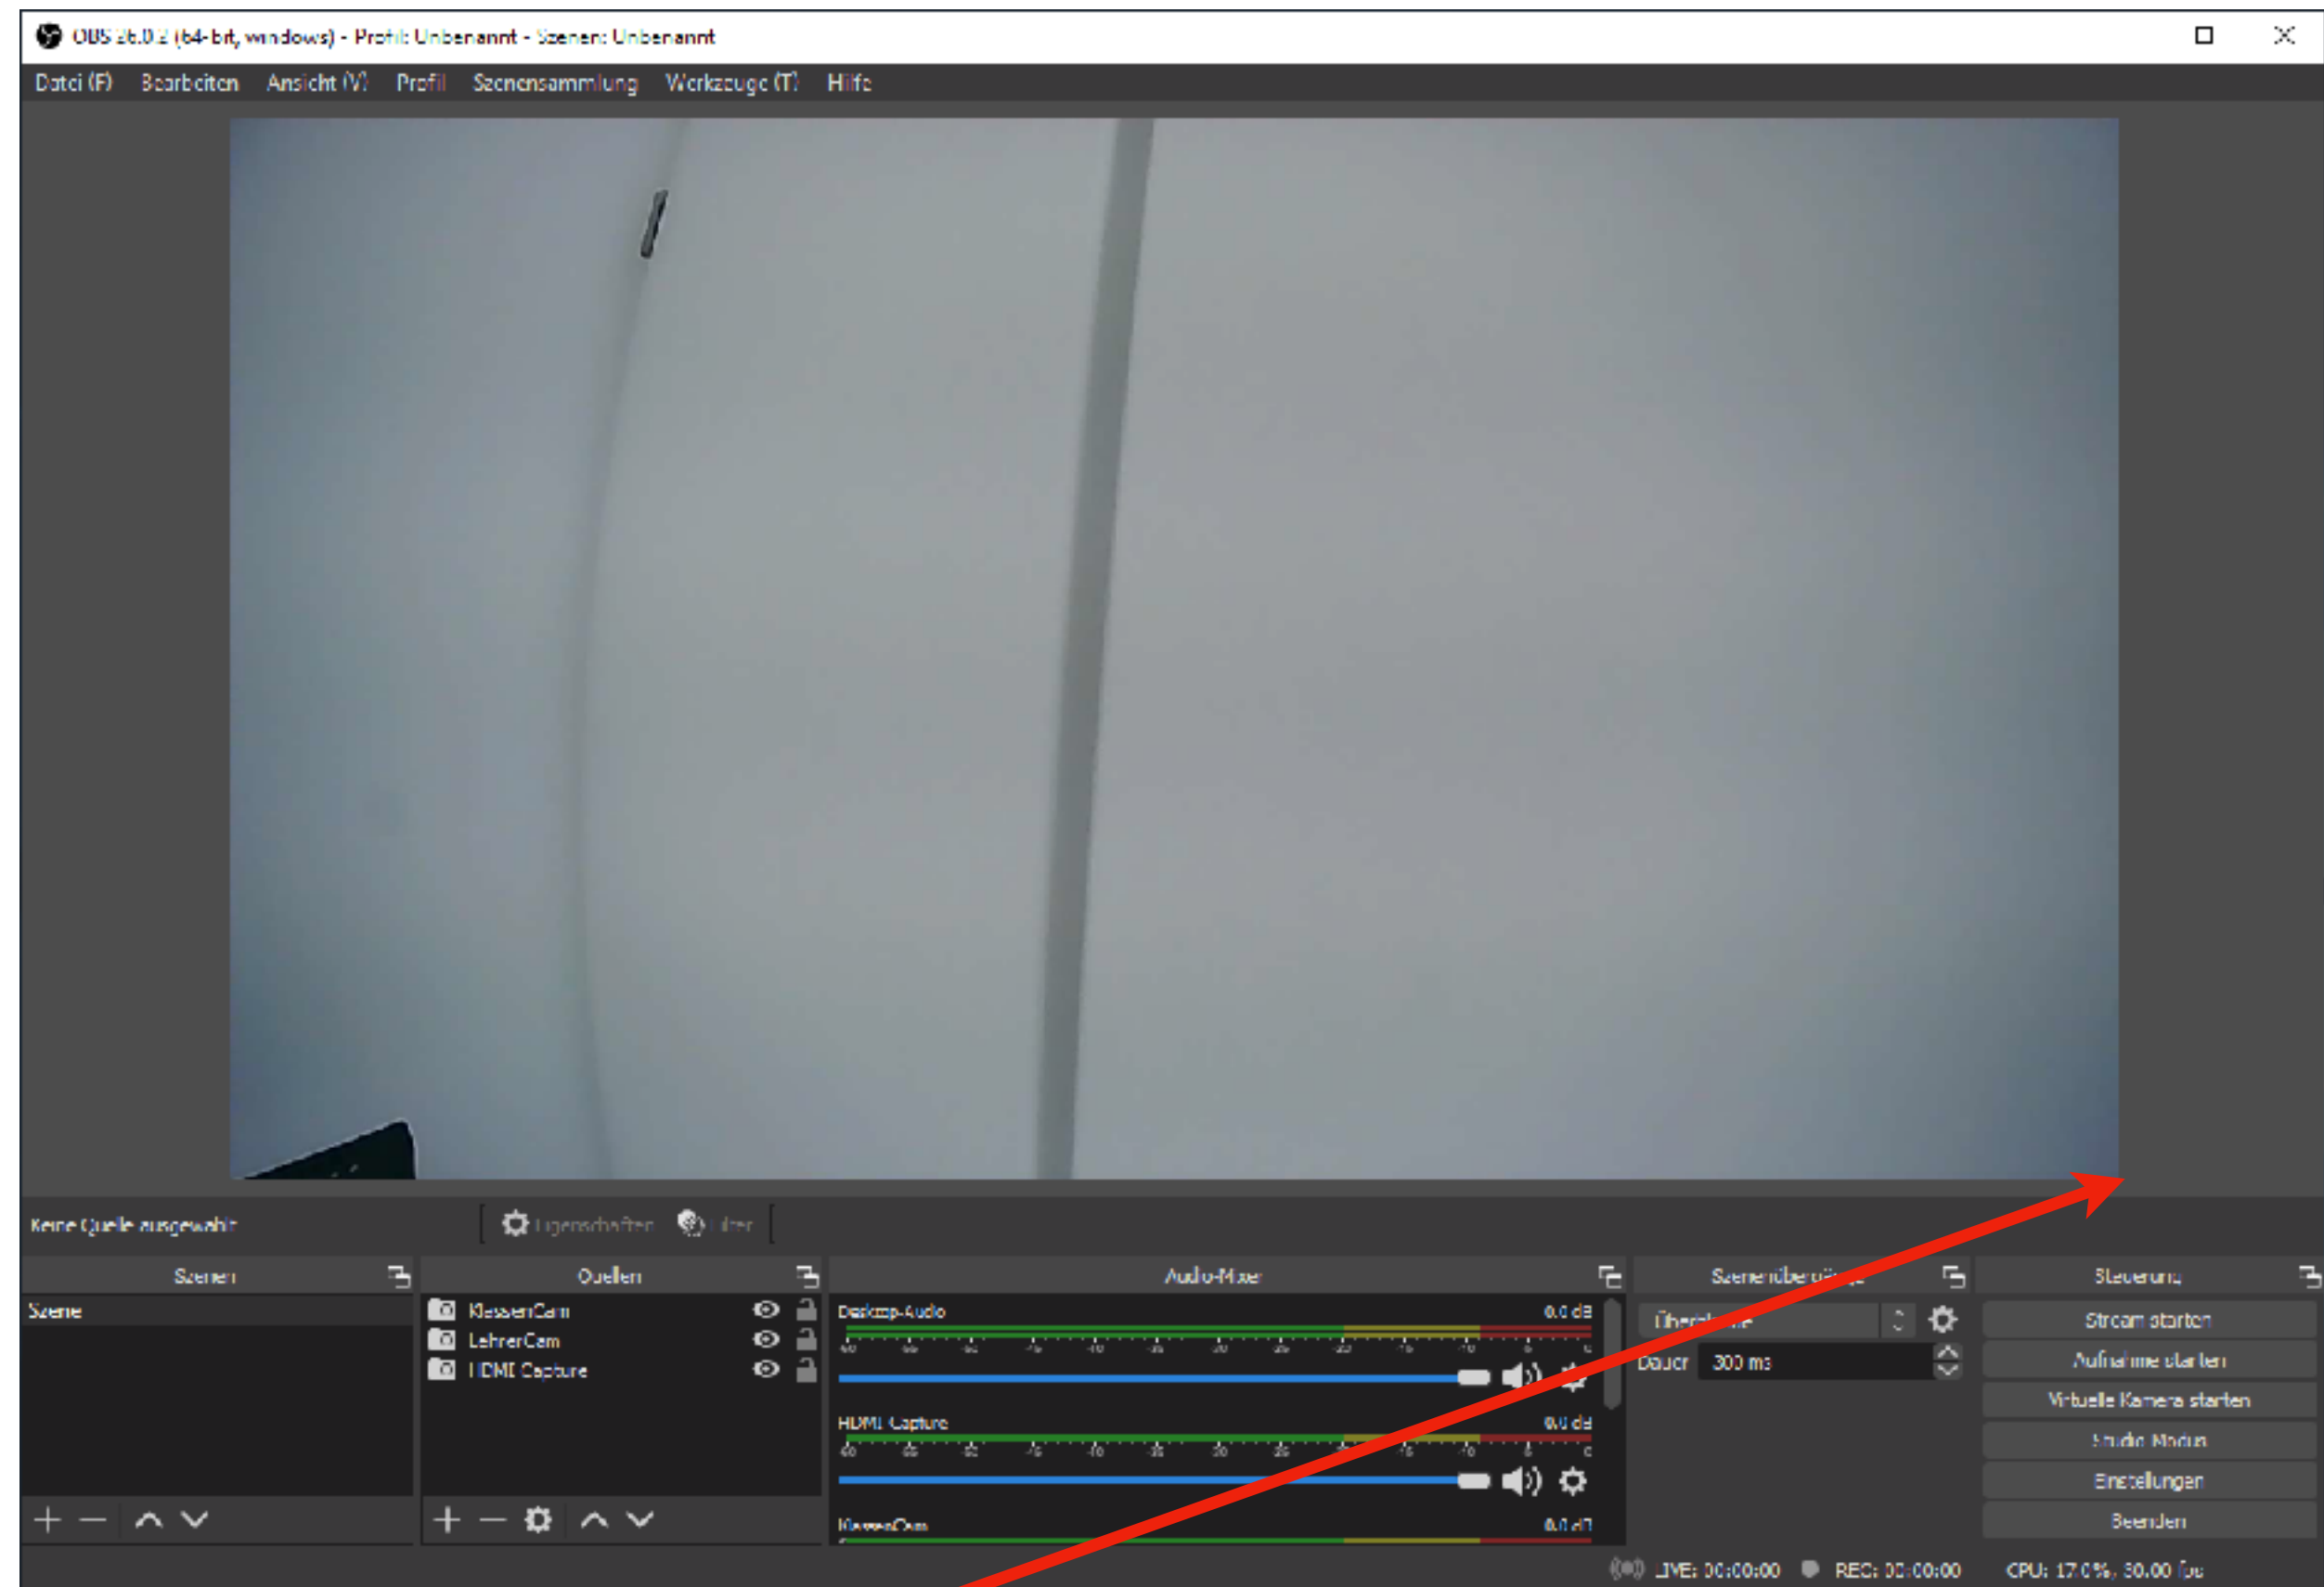 OBS 26.0.2 (64-bit, windows) - Profil: Unbenannt - Szenen: Unbenannt
Datei (F) Bearbeiten Ansicht (V) Profil Szenensammlung Werkzeuge (T) Hilfe
Keine Quelle ausgewählt Eigenschaften Filter
Szenen Quellen Audio-Mixer Szenenübergänge Steuerung
Szene
KlassenCam
LehrerCam
HDMI Capture
Desktop-Audio 0.0 dB
HDMI Capture 0.0 dB
KlassenCam 0.0 dB
Dauer 300 ms
Stream starten
Aufnahme starten
Virtuelle Kamera starten
Studio-Modus
Einstellungen
Beenden
LIVE: 00:00:00 REC: 00:00:00 CPU: 17.0%, 30.00 fps